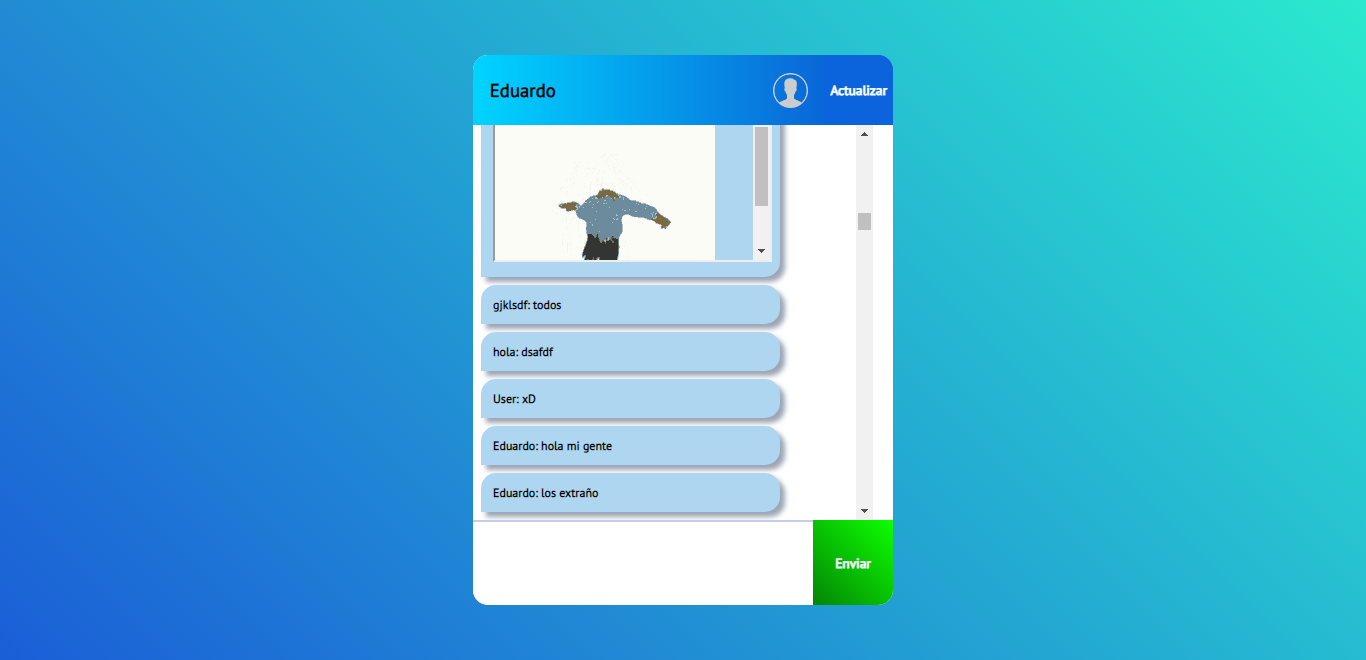 Eduardo
Actualizar
gjklsdf: todos
hola: dsafdf
User: xD
Eduardo: hola mi gente
Eduardo: los extraño
Enviar